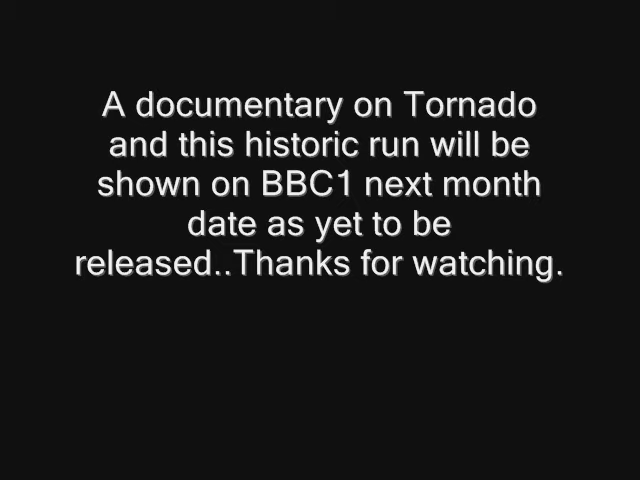 A documentary on Tornado
and this historic run will be
shown on BBC1 next month
date as yet to be
released..Thanks for watching.